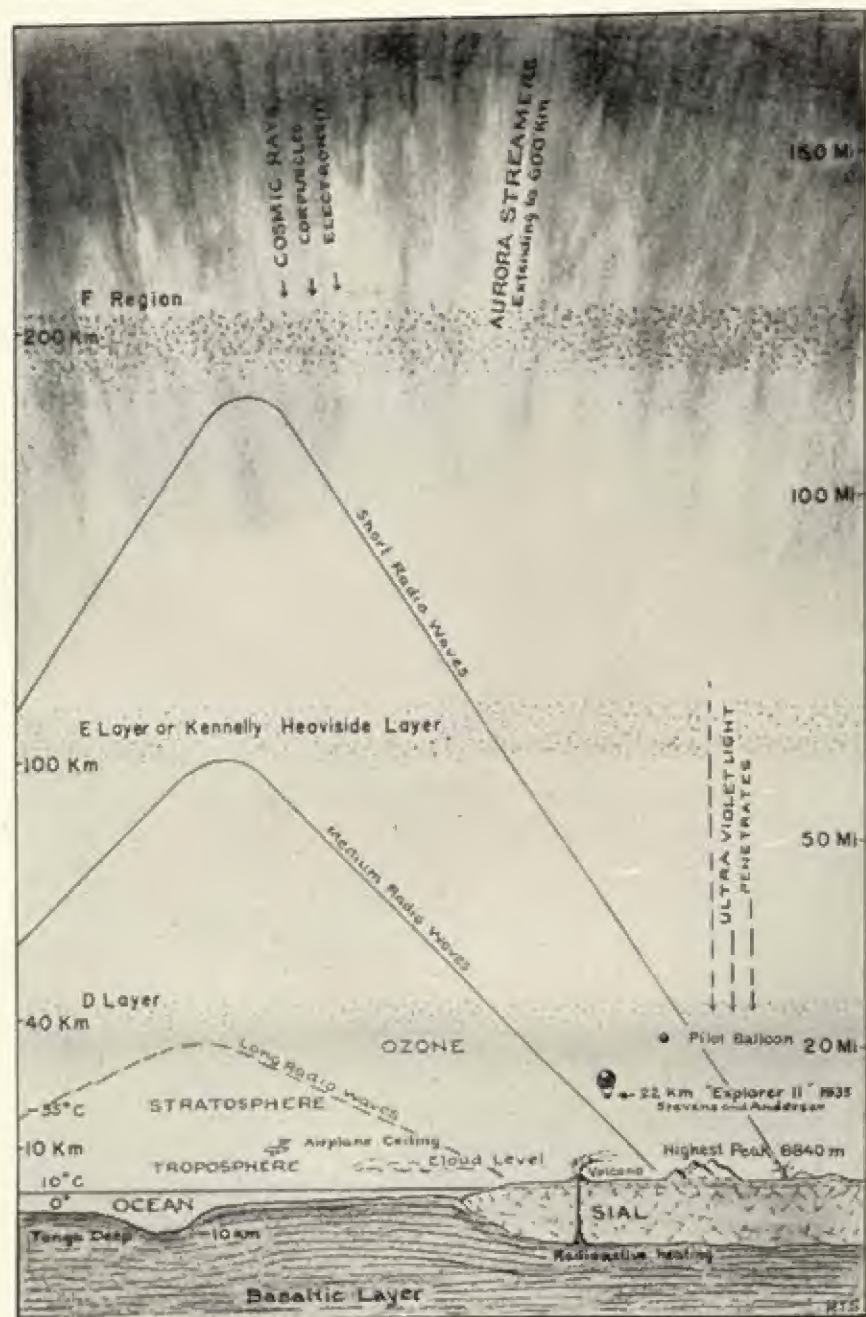 COSMIC RAYS
CORPUSCLES
ELECTRONS
AURORA STREAMERS
Extending to 600 Km
150 Mi
F Region
200 Km
100 Mi
Short Radio Waves
E Layer or Kennelly Heaviside Layer
100 Km
ULTRA VIOLET LIGHT
PENETRATES
50 Mi
Medium Radio Waves
D Layer
40 Km
OZONE
Pilot Balloon
20 Mi
Long Radio Waves
-55°C
STRATOSPHERE
22 Km "Explorer II" 1935
Stevens and Anderson
10 Km
Airplane Ceiling
TROPOSPHERE
Cloud Level
Volcano
Highest Peak 8840 m
10°C
0°
OCEAN
SIAL
Tonga Deep
-10 Km
Radioactive heating
Basaltic Layer